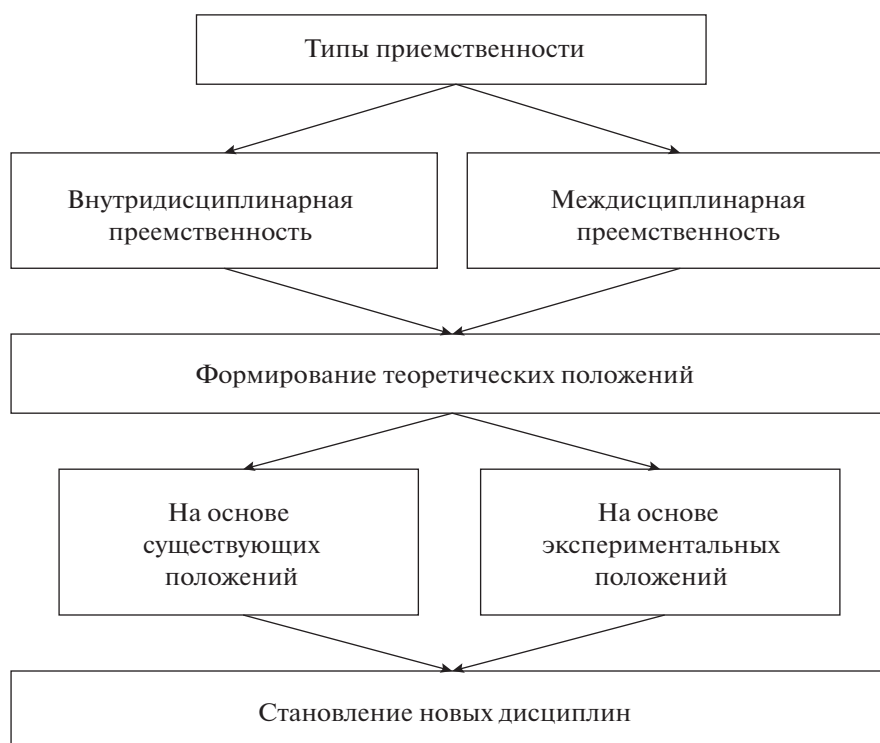 Типы приемственности
Внутридисциплинарная
преемственность
Междисциплинарная
преемственность
Формирование теоретических положений
На основе
существующих
положений
На основе
экспериментальных
положений
Становление новых дисциплин